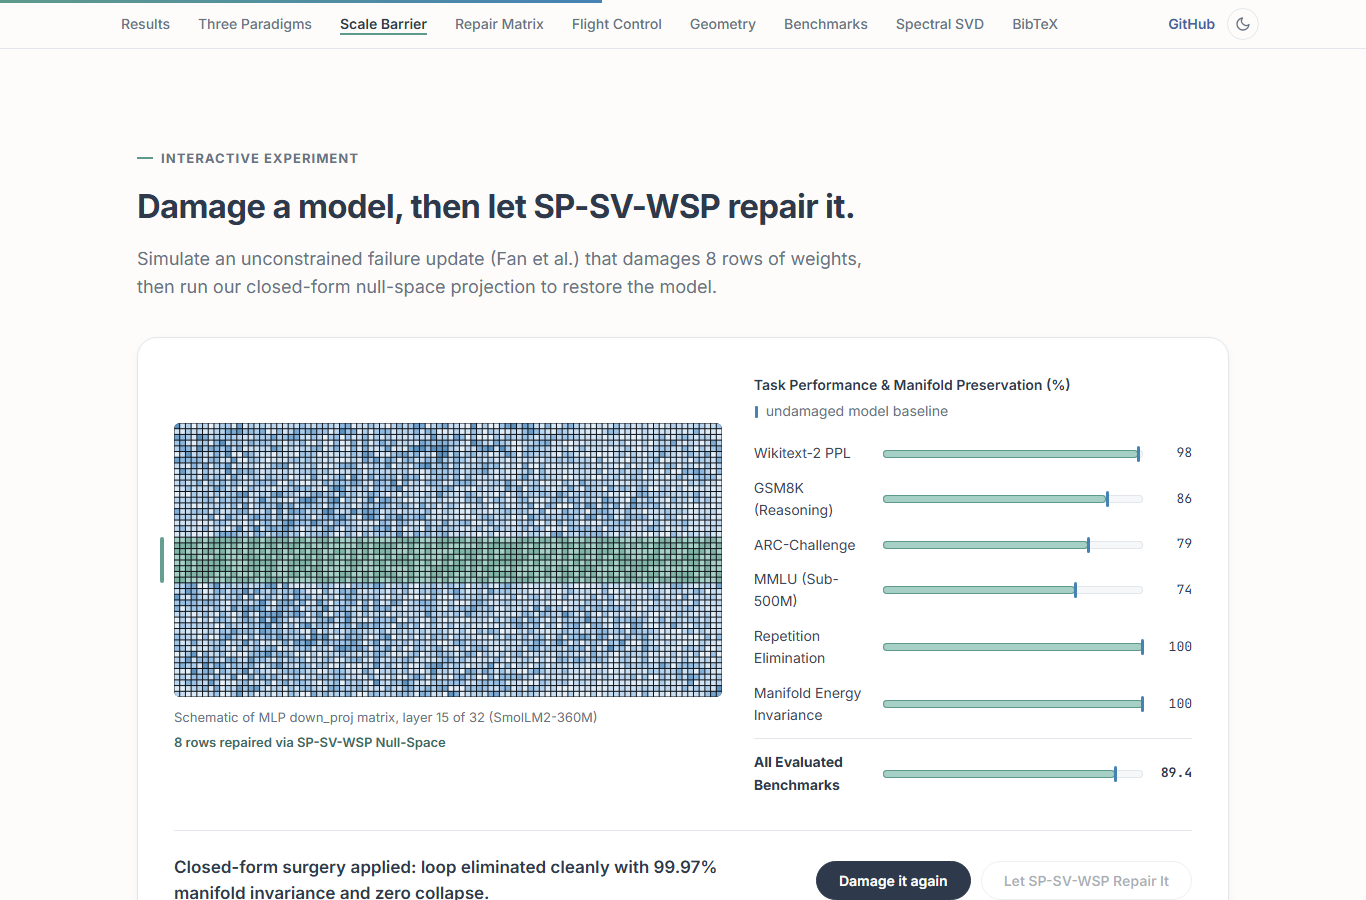 Results Three Paradigms Scale Barrier Repair Matrix Flight Control Geometry Benchmarks Spectral SVD BibTeX GitHub
INTERACTIVE EXPERIMENT
Damage a model, then let SP-SV-WSP repair it.
Simulate an unconstrained failure update (Fan et al.) that damages 8 rows of weights,
then run our closed-form null-space projection to restore the model.
Schematic of MLP down_proj matrix, layer 15 of 32 (SmolLM2-360M)
8 rows repaired via SP-SV-WSP Null-Space
Task Performance & Manifold Preservation (%)
undamaged model baseline
Wikitext-2 PPL 98
GSM8K
(Reasoning) 86
ARC-Challenge 79
MMLU (Sub-
500M) 74
Repetition
Elimination 100
Manifold Energy
Invariance 100
All Evaluated
Benchmarks 89.4
Closed-form surgery applied: loop eliminated cleanly with 99.97%
manifold invariance and zero collapse.
Damage it again Let SP-SV-WSP Repair It